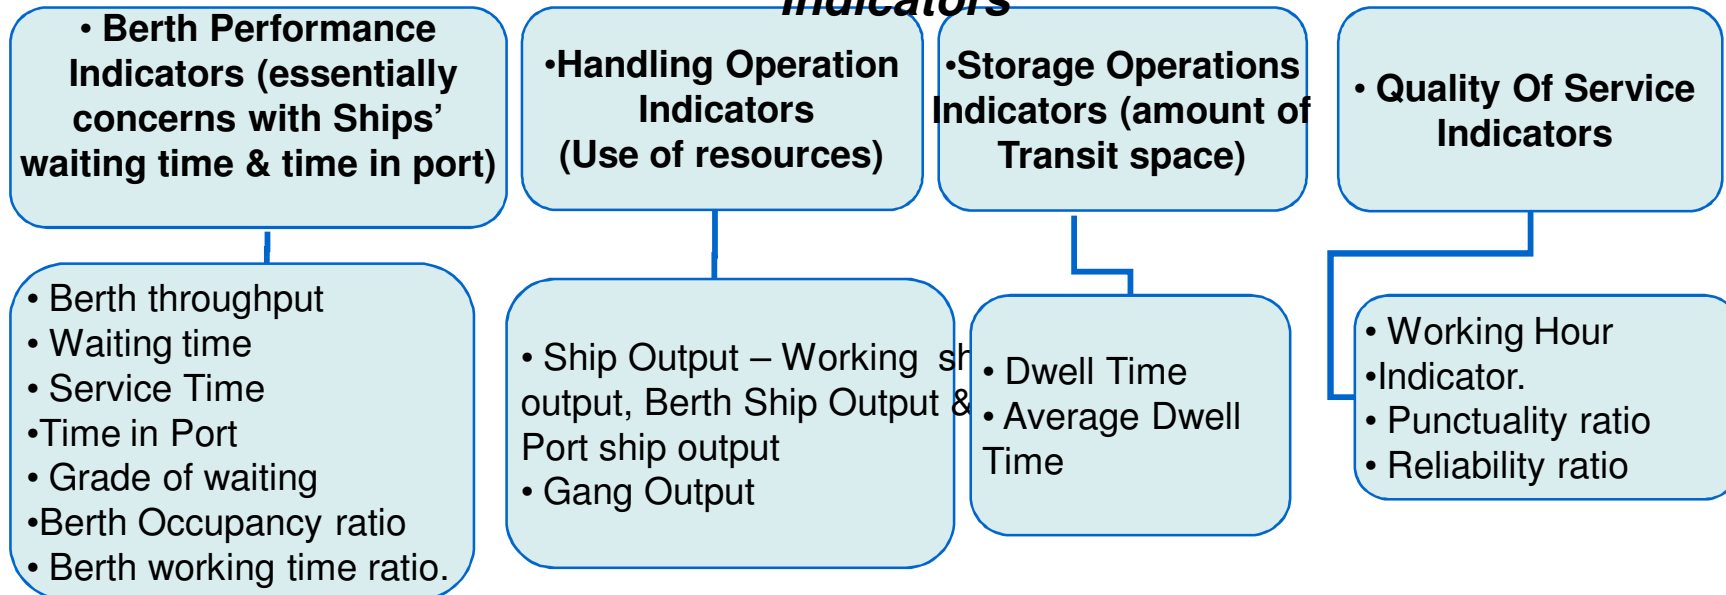 Indicators
• Berth Performance
Indicators (essentially
concerns with Ships’
waiting time & time in port)
•Handling Operation
Indicators
(Use of resources)
•Storage Operations
Indicators (amount of
Transit space)
• Quality Of Service
Indicators
• Berth throughput
• Waiting time
• Service Time
•Time in Port
• Grade of waiting
•Berth Occupancy ratio
• Berth working time ratio.
• Ship Output – Working sh
output, Berth Ship Output &
Port ship output
• Gang Output
• Dwell Time
• Average Dwell
Time
• Working Hour
•Indicator.
• Punctuality ratio
• Reliability ratio